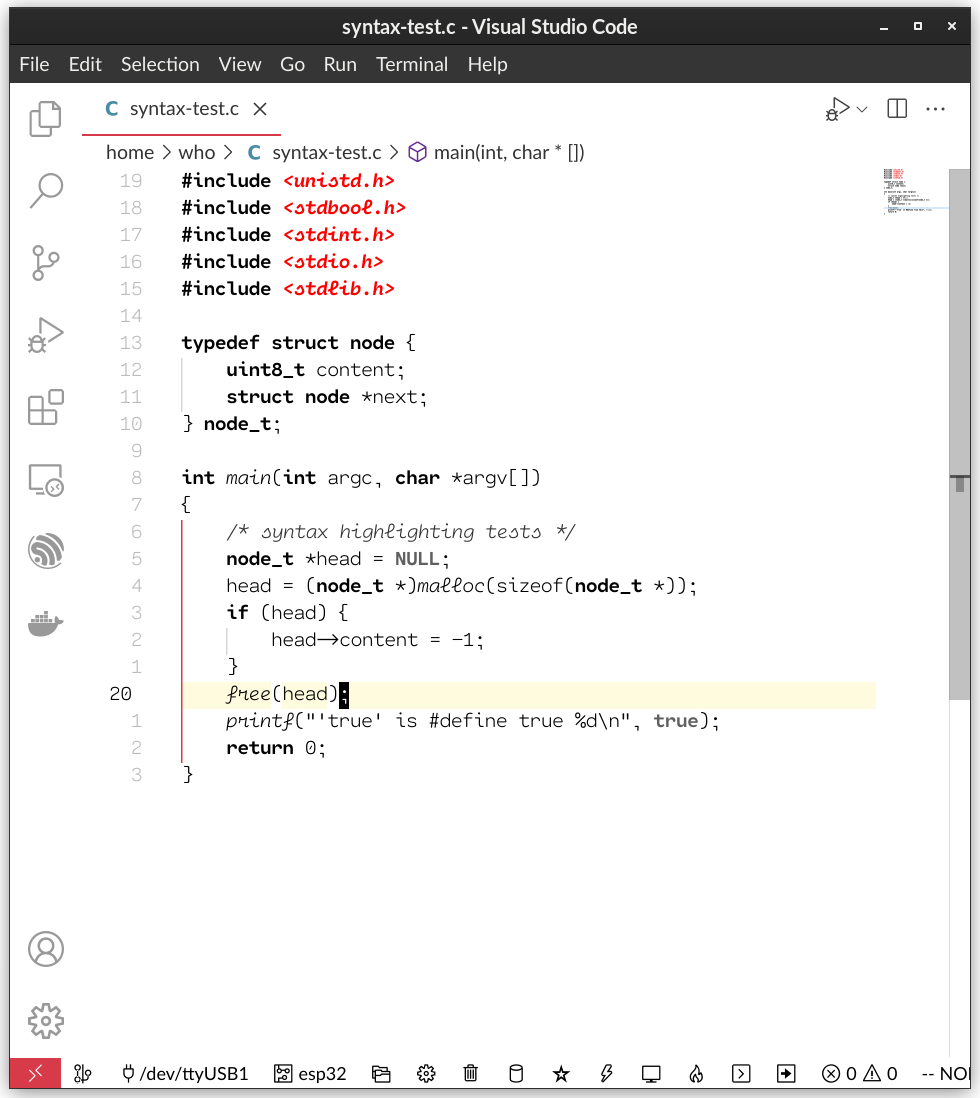 syntax-test.c - Visual Studio Code
File Edit Selection View Go Run Terminal Help
C syntax-test.c
home > who > C syntax-test.c > main(int, char * [])
19 #include <unistd.h>
18 #include <stdbool.h>
17 #include <stdint.h>
16 #include <stdio.h>
15 #include <stdlib.h>
14
13 typedef struct node {
12     uint8_t content;
11     struct node *next;
10 } node_t;
9
8 int main(int argc, char *argv[])
7 {
6     /* syntax highlighting tests */
5     node_t *head = NULL;
4     head = (node_t *)malloc(sizeof(node_t *));
3     if (head) {
2         head->content = -1;
1     }
20     free(head);
1     printf("'true' is #define true %d\n", true);
2     return 0;
3 }
/dev/ttyUSB1 esp32 0 0 -- NO